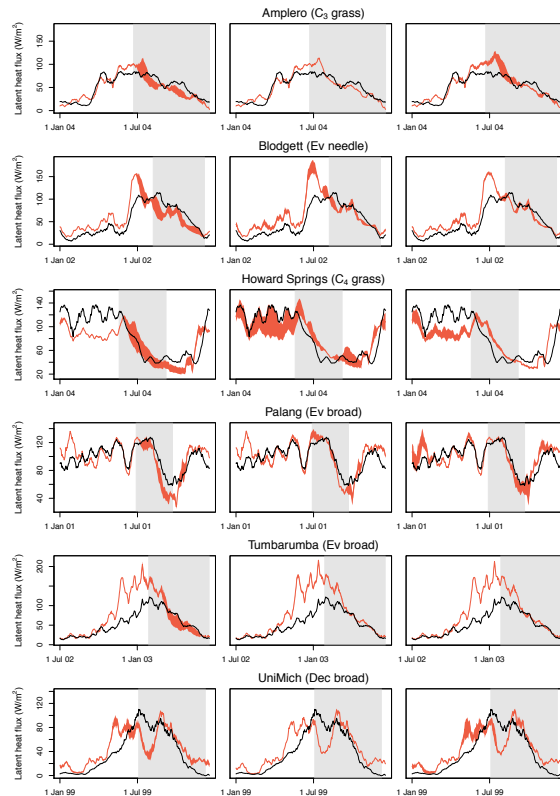 Amplero (C₃ grass)
Latent heat flux (W/m²)
150
100
50
0
1 Jan 04
1 Jul 04
1 Jan 04
1 Jul 04
1 Jan 04
1 Jul 04
Blodgett (Ev needle)
Latent heat flux (W/m²)
150
100
50
0
1 Jan 04
1 Jul 04
1 Jan 04
1 Jul 04
1 Jan 04
1 Jul 04
Howard Springs (C₄ grass)
Latent heat flux (W/m²)
140
100
60
20
1 Jan 04
1 Jul 04
1 Jan 04
1 Jul 04
1 Jan 04
1 Jul 04
Palang (Ev broad)
Latent heat flux (W/m²)
120
80
40
1 Jan 01
1 Jul 01
1 Jan 01
1 Jul 01
1 Jan 01
1 Jul 01
Tumbarumba (Ev broad)
Latent heat flux (W/m²)
200
150
100
50
0
1 Jul 02
1 Jan 03
1 Jul 02
1 Jan 03
1 Jul 02
1 Jan 03
UniMich (Dec broad)
Latent heat flux (W/m²)
120
80
40
0
1 Jan 99
1 Jul 99
1 Jan 99
1 Jul 99
1 Jan 99
1 Jul 99